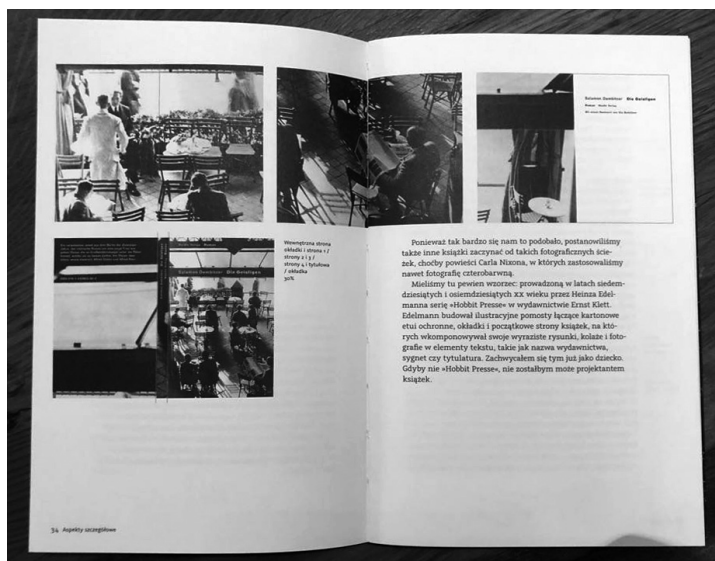 Szczehod Dambitzer Die Beteiligen
Roman
Wewnętrzna strona
okładki i strona 1 /
strony 2 i 3 /
strony 4 i tytułowa
/ okładka
30%
Ponieważ tak bardzo się nam to podobało, postanowiliśmy
także inne książki zaczynać od takich fotograficznych ście-
żek, choćby powieści Carla Nixona, w których zastosowaliśmy
nawet fotografię czterobarwną.
Mieliśmy tu pewien wzorzec: prowadzoną w latach siedem-
dziesiątych i osiemdziesiątych XX wieku przez Heinza Edel-
manna serię »Hobbit Presse« w wydawnictwie Ernst Klett.
Edelmann budował ilustracyjne pomosty łączące kartonowe
etui ochronne, okładki i początkowe strony książek, na któ-
rych wkomponowywał swoje wyraziste rysunki, kolaże i foto-
grafie w elementy tekstu, takie jak nazwa wydawnictwa,
sygnet czy tytulatura. Zachwycałem się tym już jako dziecko.
Gdyby nie »Hobbit Presse«, nie zostałbym może projektantem
książek.
54 Aspekty szczegółowe